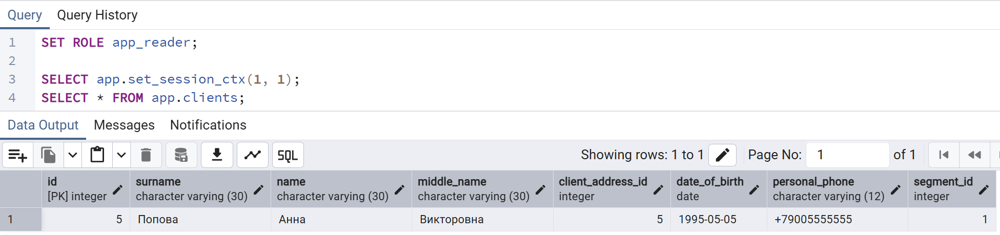 Query Query History
1 SET ROLE app_reader;
2
3 SELECT app.set_session_ctx(1, 1);
4 SELECT * FROM app.clients;
Data Output Messages Notifications
SQL Showing rows: 1 to 1 Page No: 1 of 1
id surname name middle_name client_address_id date_of_birth personal_phone segment_id
[PK] integer character varying (30) character varying (30) character varying (30) integer date character varying (12) integer
1 5 Попова Анна Викторовна 5 1995-05-05 +79005555555 1